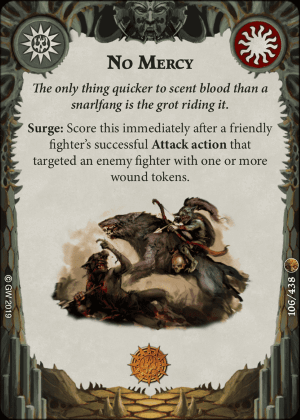 No Mercy
The only thing quicker to scent blood than a
snarlfang is the grot riding it.
Surge: Score this immediately after a friendly
fighter's successful Attack action that
targeted an enemy fighter with one or more
wound tokens.
© GW 2019
106/438